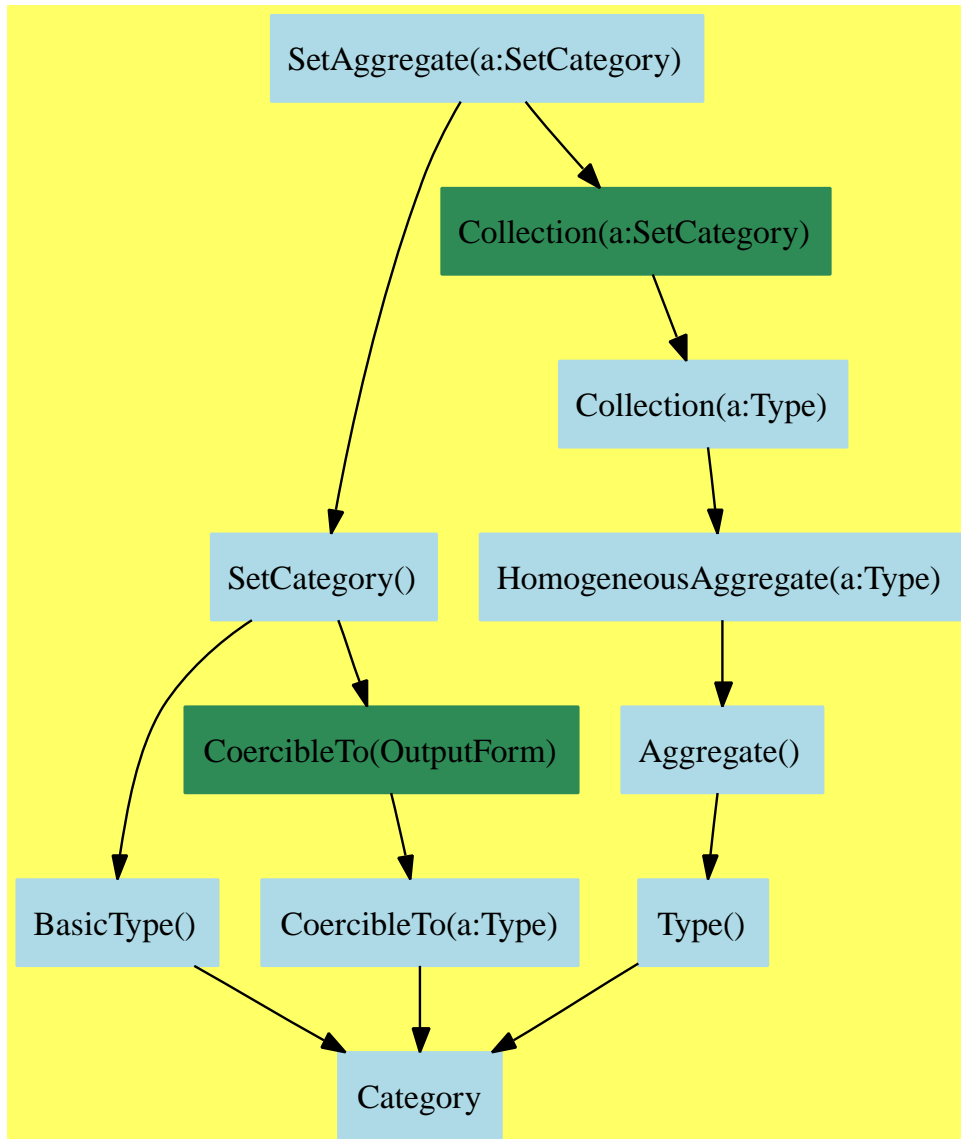 SetAggregate(a:SetCategory)
Collection(a:SetCategory)
Collection(a:Type)
SetCategory()
HomogeneousAggregate(a:Type)
CoercibleTo(OutputForm)
Aggregate()
BasicType()
CoercibleTo(a:Type)
Type()
Category